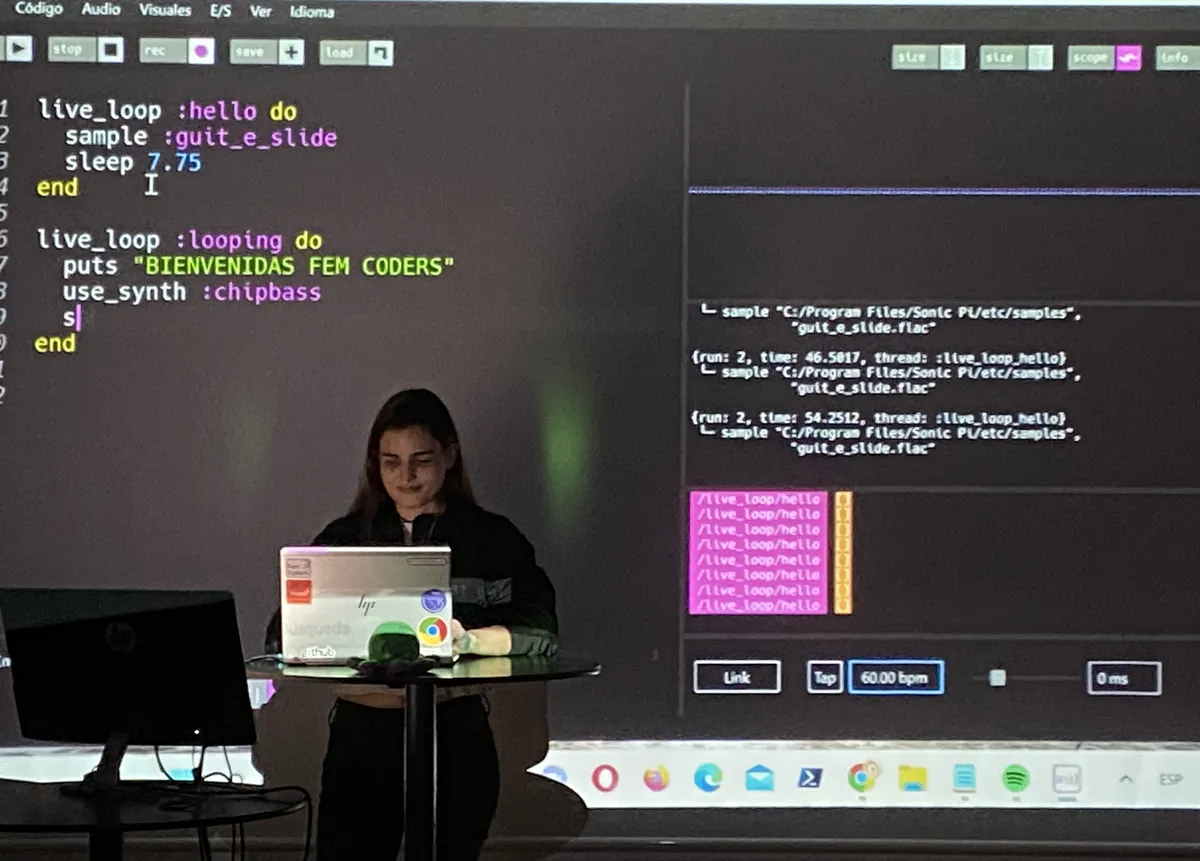 Código Audio Visuales E/S Ver Idioma
stop rec save load size size scope info
1 live_loop :hello do
2 sample :guit_e_slide
3 sleep 7.75
4 end
5
6 live_loop :looping do
7 puts "BIENVENIDAS FEM CODERS"
8 use_synth :chipbass
9 s
0 end
1
2
└─ sample "C:/Program Files/Sonic Pi/etc/samples",
"guit_e_slide.flac"
{run: 2, time: 46.5017, thread: :live_loop_hello}
└─ sample "C:/Program Files/Sonic Pi/etc/samples",
"guit_e_slide.flac"
{run: 2, time: 54.2512, thread: :live_loop_hello}
└─ sample "C:/Program Files/Sonic Pi/etc/samples",
"guit_e_slide.flac"
/live_loop/hello
/live_loop/hello
/live_loop/hello
/live_loop/hello
/live_loop/hello
/live_loop/hello
/live_loop/hello
/live_loop/hello
Link Tap 60.00 bpm 0 ms
hp
github
hp
ESP